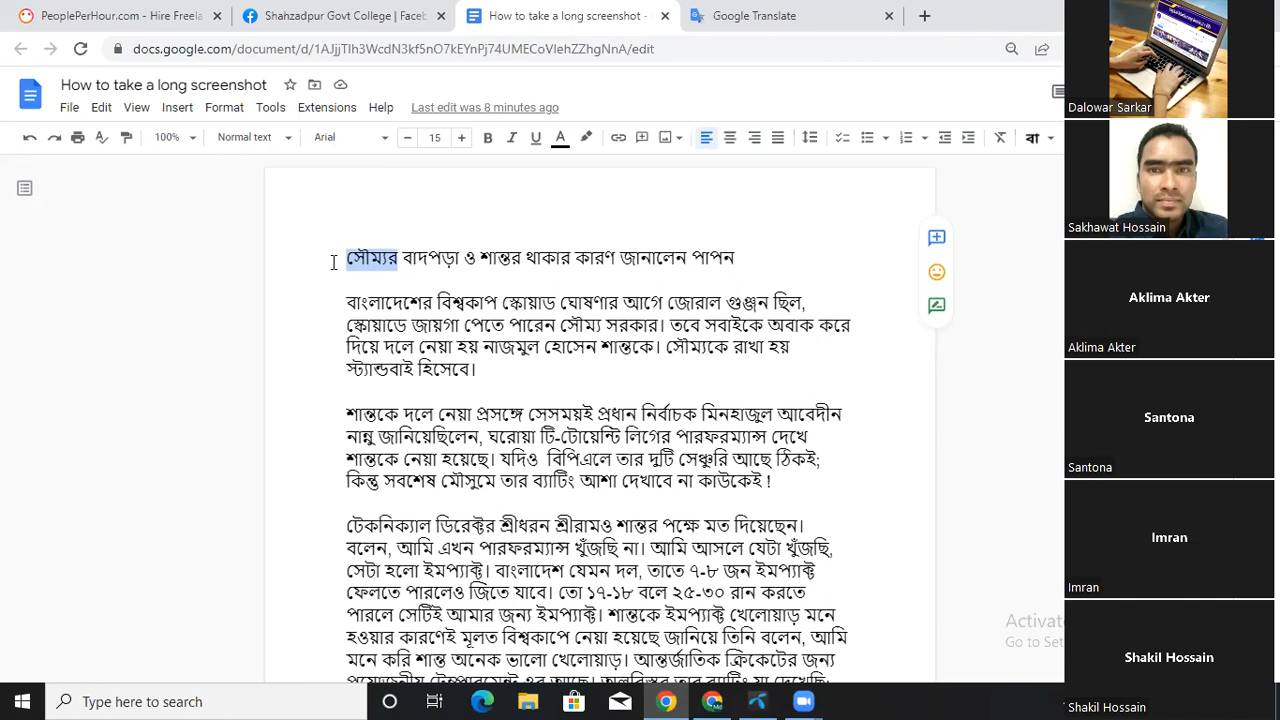 PeoplePerHour.com - Hire Freela
Shahzadpur Govt College | Faceb
How to take a long screenshot -
Google Translate
docs.google.com/document/d/1AJjjTIh3WcdN3kf5nO7kEYnPj74UMECoVlehZZhgNnA/edit
How to take a long screenshot
File Edit View Insert Format Tools Extensions Help Last edit was 8 minutes ago
100% Normal text Arial 15 B I U A বা
সৌম্যর বাদপড়া ও শান্তর থাকার কারণ জানালেন পাপন
বাংলাদেশের বিশ্বকাপ স্কোয়াড ঘোষণার আগে জোরাল গুঞ্জন ছিল,
স্কোয়াডে জায়গা পেতে পারেন সৌম্য সরকার। তবে সবাইকে অবাক করে
দিয়ে দলে নেয়া হয় নাজমুল হোসেন শান্তকে। সৌম্যকে রাখা হয়
স্ট্যান্ডবাই হিসেবে।
শান্তকে দলে নেয়া প্রসঙ্গে সেসময়ই প্রধান নির্বাচক মিনহাজুল আবেদীন
নান্নু জানিয়েছিলেন, ঘরোয়া টি-টোয়েন্টি লিগের পারফরম্যান্স দেখে
শান্তকে নেয়া হয়েছে। যদিও বিপিএলে তার দুটি সেঞ্চুরি আছে ঠিকই;
কিন্তু সবশেষ মৌসুমে তার ব্যাটিং আশা দেখাবে না কাউকেই !
টেকনিক্যাল ডিরেক্টর শ্রীধরন শ্রীরামও শান্তর পক্ষে মত দিয়েছেন।
বলেন, আমি এখন পারফরম্যান্স খুঁজছি না। আমি আসলে যেটা খুঁজছি,
সেটা হলো ইমপ্যাক্ট। বাংলাদেশ যেমন দল, তাতে ৭-৮ জন ইমপ্যাক্ট
ফেলতে পারলেও জিতে যাবে। তো ১৭-১৮ বলে ২৫-৩০ রান করতে
পারলে সেটিই আমার জন্য ইমপ্যাক্ট। শান্তকে ইমপ্যাক্ট খেলোয়াড় মনে
হওয়ার কারণেই মূলত বিশ্বকাপে নেয়া হয়েছে জানিয়ে তিনি বলেন, আমি
মনে করি শান্ত অনেক ভালো খেলোয়াড়। আন্তর্জাতিক ক্রিকেটের জন্য
প্রয়োজনীয় টেম্পারমেন্ট ওর আছে।
Activate
Go to Set
Type here to search
Dalowar Sarkar
Sakhawat Hossain
Aklima Akter
Aklima Akter
Santona
Santona
Imran
Imran
Shakil Hossain
Shakil Hossain